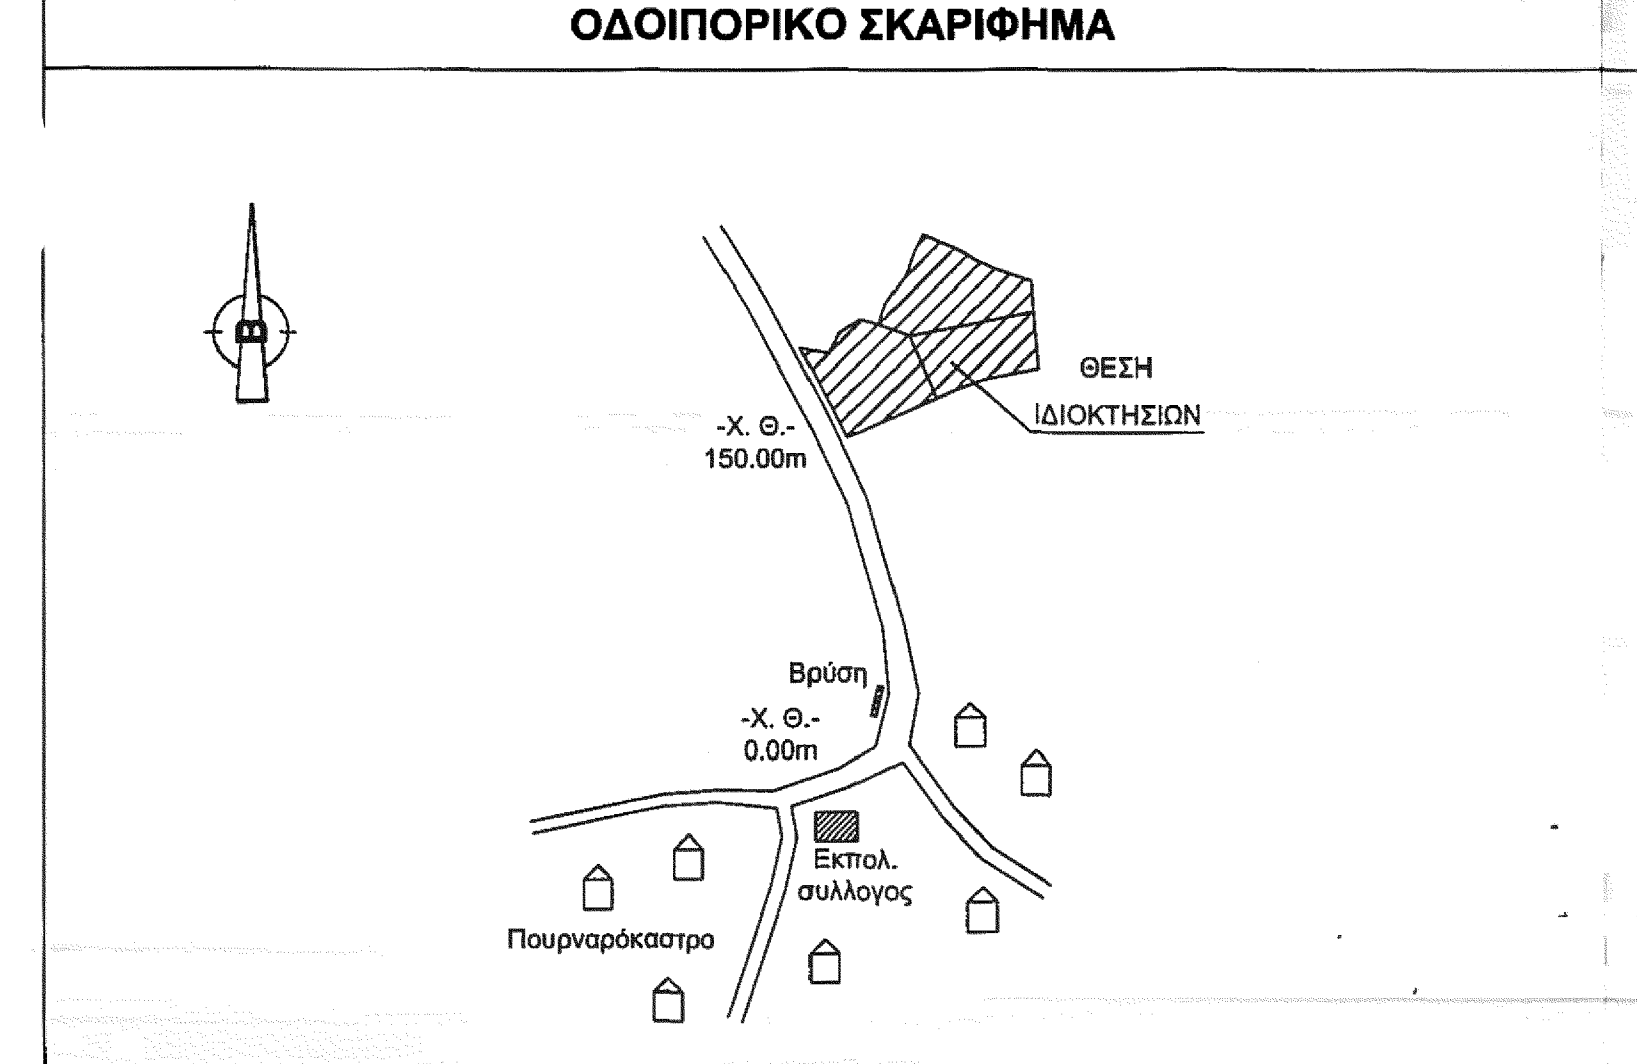 ΟΔΟΙΠΟΡΙΚΟ ΣΚΑΡΙΦΗΜΑ
Β
ΘΕΣΗ
ΙΔΙΟΚΤΗΣΙΩΝ
-Χ. Θ.-
150.00m
Βρύση
-Χ. Θ.-
0.00m
Εκπολ.
συλλογος
Πουρναρόκαστρο